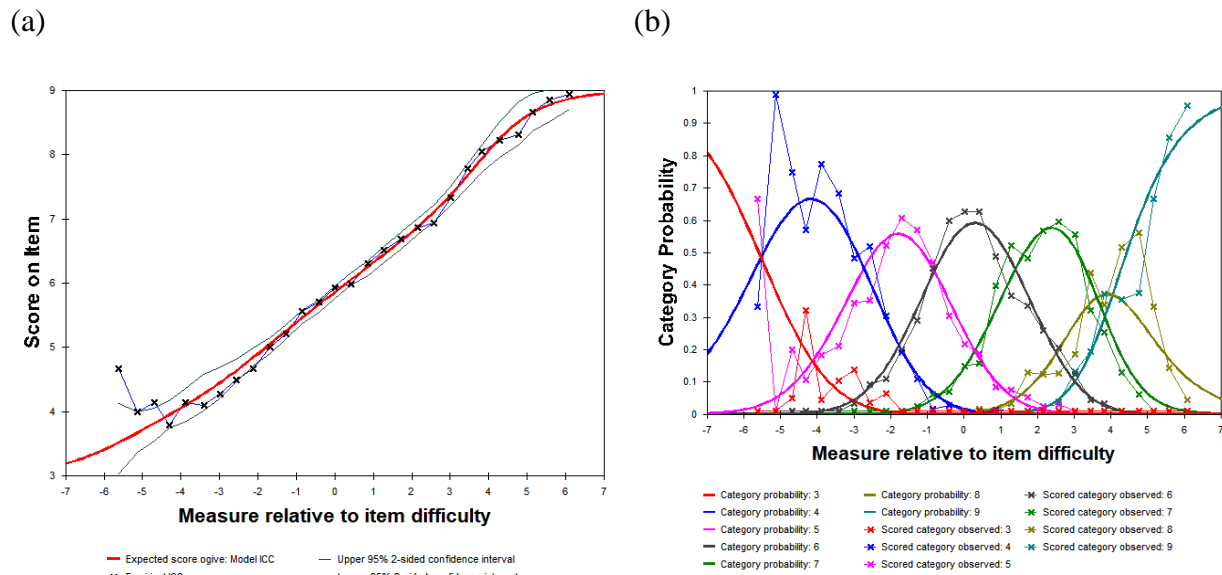 (a)
(b)
Score on Item
9
8
7
6
5
4
3
-7 -6 -5 -4 -3 -2 -1 0 1 2 3 4 5 6 7
Measure relative to item difficulty
Expected score ogive: Model ICC
Upper 95% 2-sided confidence interval
Category Probability
1
0.9
0.8
0.7
0.6
0.5
0.4
0.3
0.2
0.1
0
-7 -6 -5 -4 -3 -2 -1 0 1 2 3 4 5 6 7
Measure relative to item difficulty
Category probability: 3
Category probability: 4
Category probability: 5
Category probability: 6
Category probability: 7
Category probability: 8
Category probability: 9
Scored category observed: 3
Scored category observed: 4
Scored category observed: 5
Scored category observed: 6
Scored category observed: 7
Scored category observed: 8
Scored category observed: 9